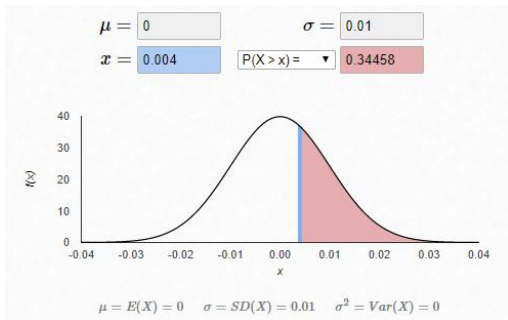 μ = 0 σ = 0.01
x = 0.004 P(X > x) = 0.34458
40
30
20
10
0
f(x)
-0.04 -0.03 -0.02 -0.01 0.00 0.01 0.02 0.03 0.04
x
μ = E(X) = 0 σ = SD(X) = 0.01 σ² = Var(X) = 0